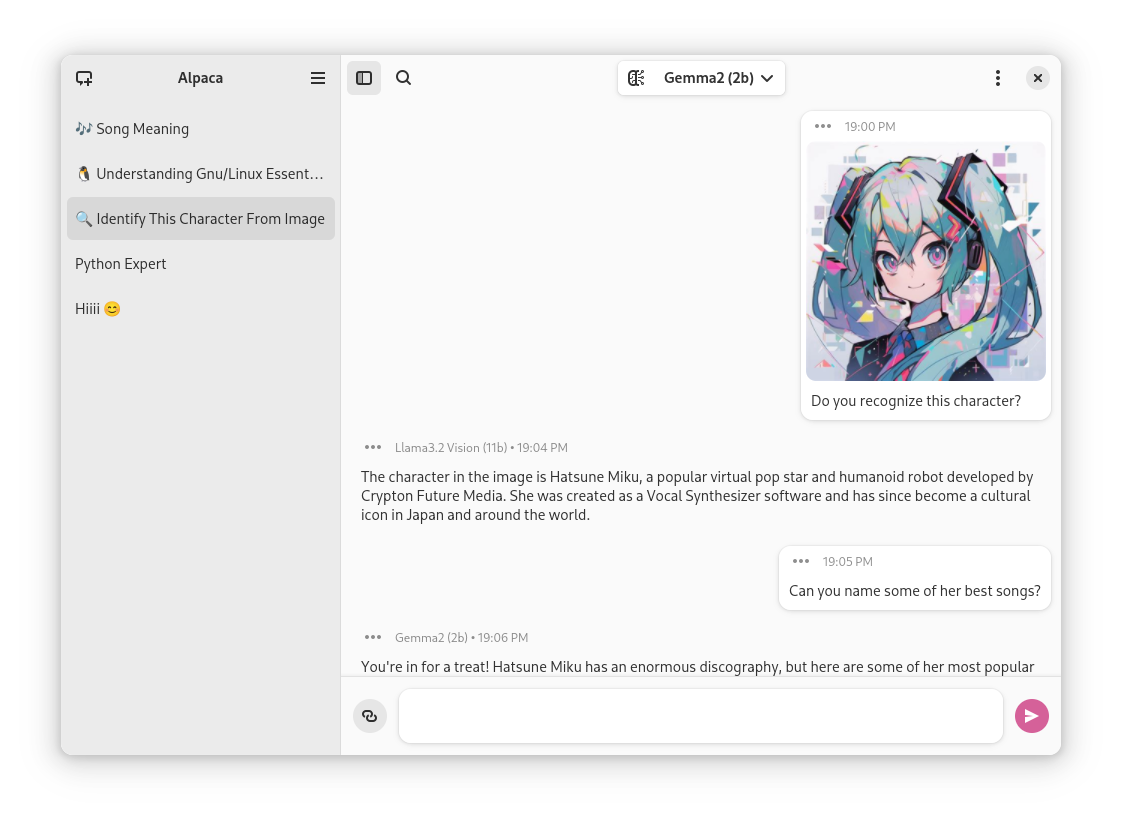 Alpaca
🎶 Song Meaning
🐧 Understanding Gnu/Linux Essent…
🔍 Identify This Character From Image
Python Expert
Hiiii 😊
Gemma2 (2b)
19:00 PM
Do you recognize this character?
Llama3.2 Vision (11b) • 19:04 PM
The character in the image is Hatsune Miku, a popular virtual pop star and humanoid robot developed by
Crypton Future Media. She was created as a Vocal Synthesizer software and has since become a cultural
icon in Japan and around the world.
19:05 PM
Can you name some of her best songs?
Gemma2 (2b) • 19:06 PM
You're in for a treat! Hatsune Miku has an enormous discography, but here are some of her most popular